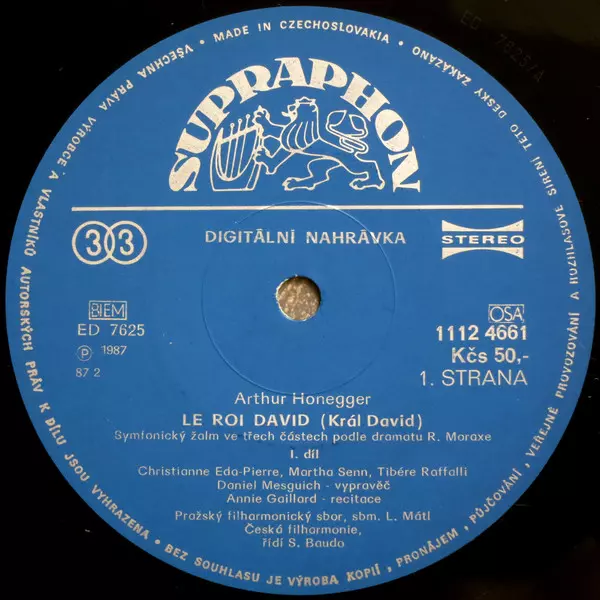 VŠECHNA PRÁVA VÝROBCE A VLASTNÍKŮ AUTORSKÝCH PRÁV K DÍLU JSOU VYHRAZENA • BEZ SOUHLASU JE VÝROBA KOPIÍ, PRONÁJEM, PŮJČOVÁNÍ, VEŘEJNÉ PROVOZOVÁNÍ A ROZHLASOVÉ ŠÍŘENÍ TÉTO DESKY ZAKÁZÁNO • MADE IN CZECHOSLOVAKIA •
ED 7625/A
SUPRAPHON
33
DIGITÁLNÍ NAHRÁVKA
STEREO
BIEM
ED 7625
Ⓟ 1987
87 2
OSA
1112 4661
Kčs 50,-
1. STRANA
Arthur Honegger
LE ROI DAVID (Král David)
Symfonický žalm ve třech částech podle dramatu R. Moraxe
I. díl
Christianne Eda-Pierre, Martha Senn, Tibére Raffalli
Daniel Mesguich - vypravěč
Annie Gaillard - recitace
Pražský filharmonický sbor, sbm. L. Mátl
Česká filharmonie,
řídí S. Baudo